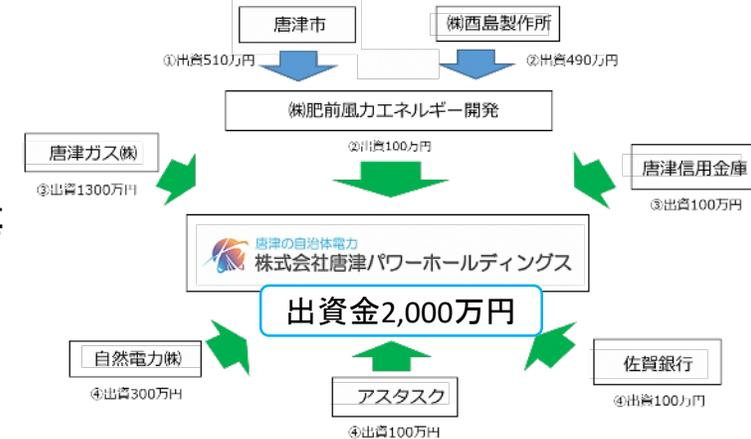 唐津市
㈱酉島製作所
①出資510万円
②出資490万円
㈱肥前風力エネルギー開発
②出資100万円
唐津ガス㈱
③出資1300万円
唐津信用金庫
③出資100万円
唐津の自治体電力
株式会社唐津パワーホールディングス
出資金2,000万円
自然電力㈱
④出資300万円
アスタスク
④出資100万円
佐賀銀行
④出資100万円